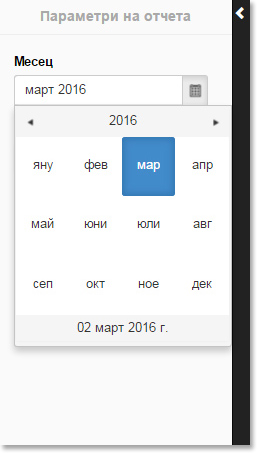 Параметри на отчета
Месец
март 2016
2016
яну фев мар апр
май юни юли авг
сеп окт ное дек
02 март 2016 г.